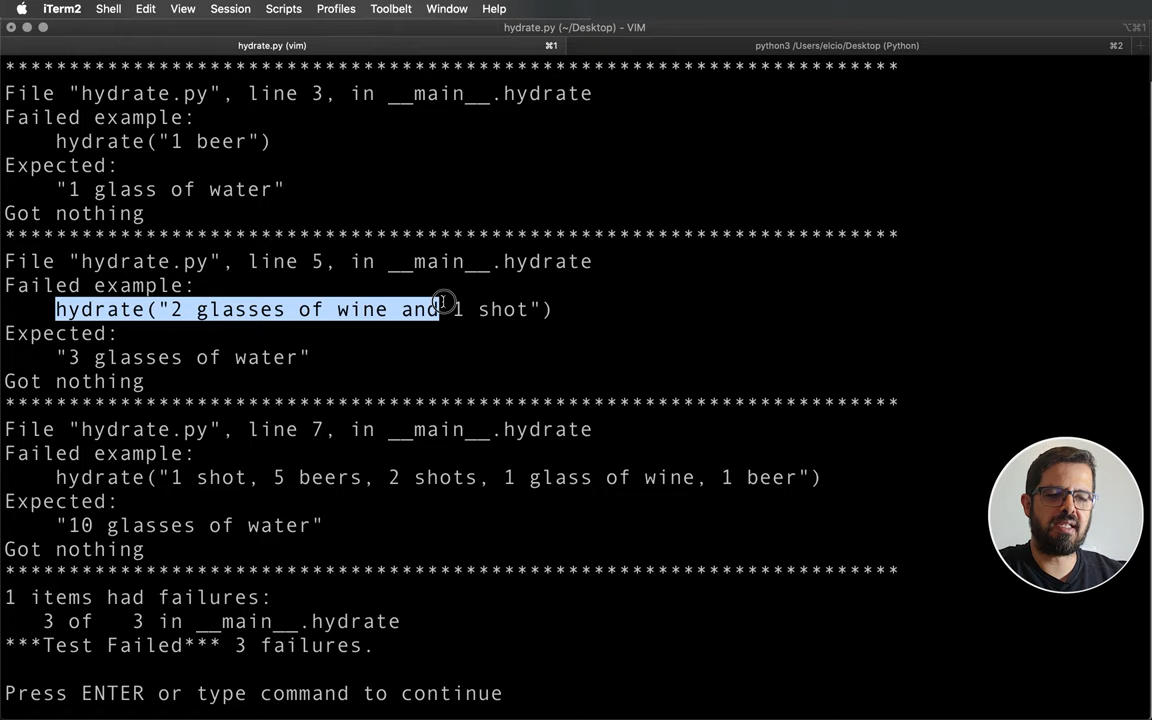 iTerm2 Shell Edit View Session Scripts Profiles Toolbelt Window Help
hydrate.py (~/Desktop) - VIM ⌥⌘1
hydrate.py (vim) ⌘1 python3 /Users/elcio/Desktop (Python) ⌘2 +
**********************************************************************
File "hydrate.py", line 3, in __main__.hydrate
Failed example:
    hydrate("1 beer")
Expected:
    "1 glass of water"
Got nothing
**********************************************************************
File "hydrate.py", line 5, in __main__.hydrate
Failed example:
    hydrate("2 glasses of wine and 1 shot")
Expected:
    "3 glasses of water"
Got nothing
**********************************************************************
File "hydrate.py", line 7, in __main__.hydrate
Failed example:
    hydrate("1 shot, 5 beers, 2 shots, 1 glass of wine, 1 beer")
Expected:
    "10 glasses of water"
Got nothing
**********************************************************************
1 items had failures:
   3 of   3 in __main__.hydrate
***Test Failed*** 3 failures.
Press ENTER or type command to continue